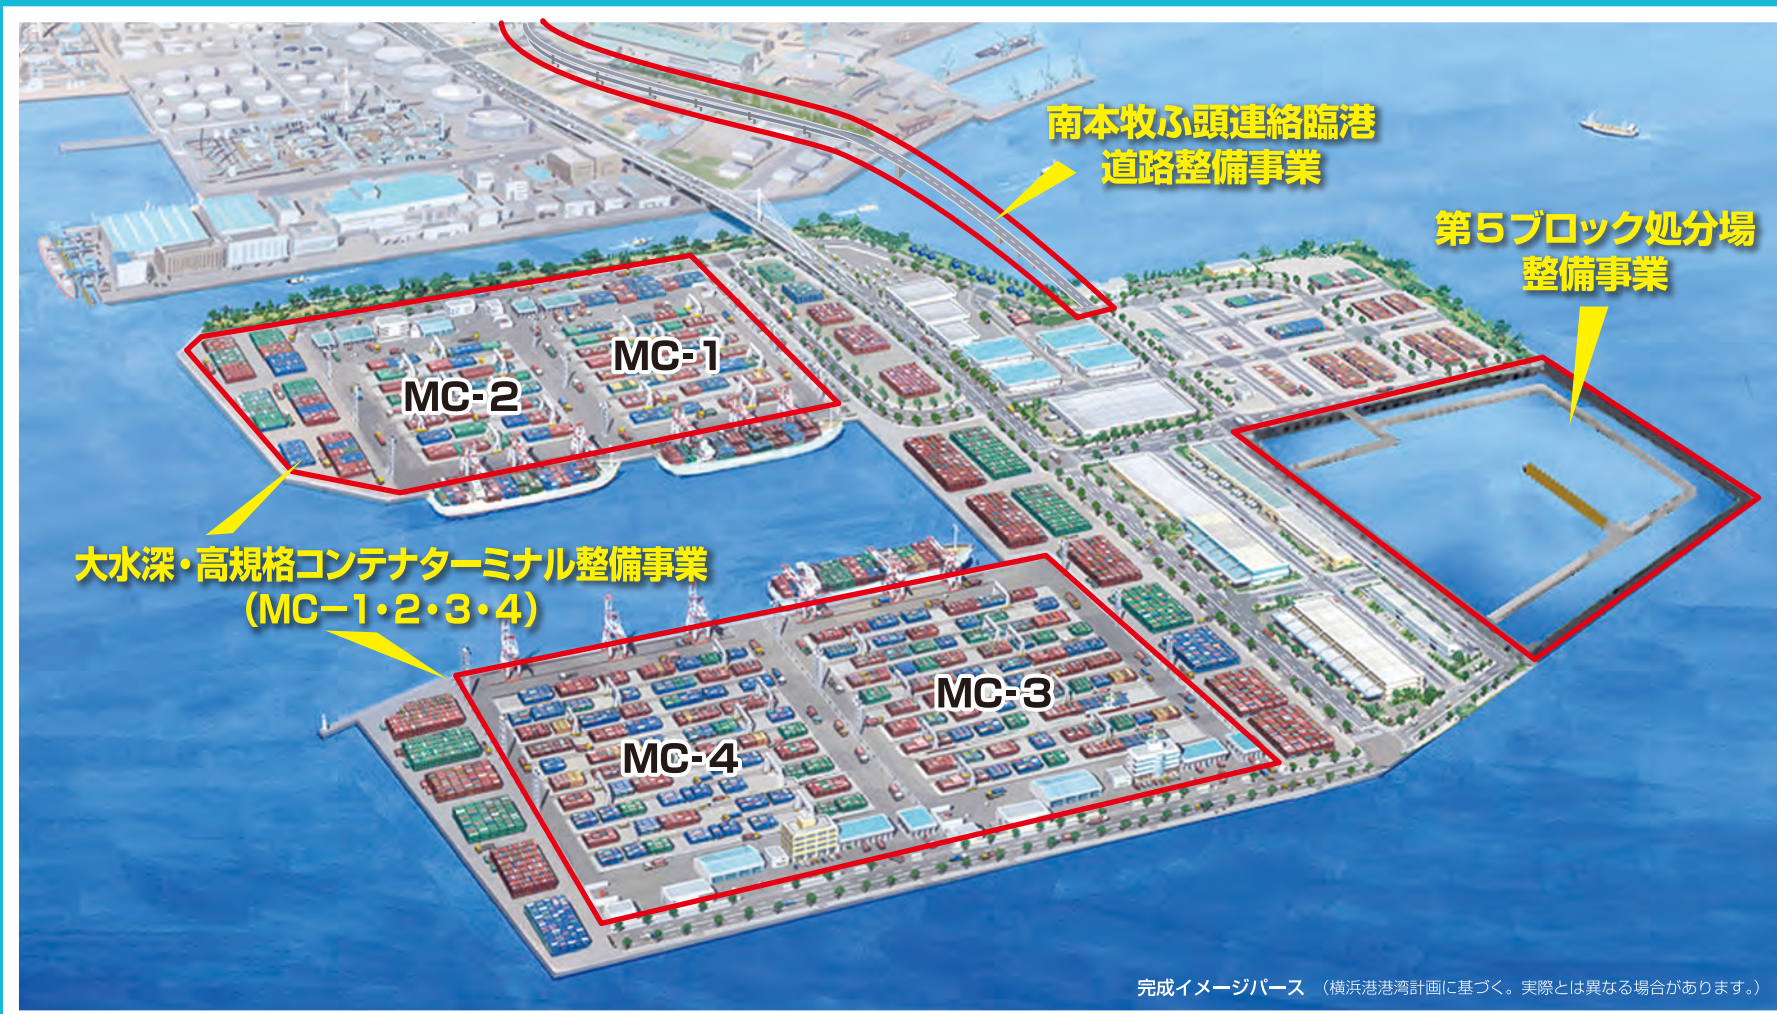 南本牧ふ頭連絡臨港
道路整備事業
第5ブロック処分場
整備事業
MC-1
MC-2
大水深・高規格コンテナターミナル整備事業
(MC-1・2・3・4)
MC-3
MC-4
完成イメージパース (横浜港港湾計画に基づく。実際とは異なる場合があります。)